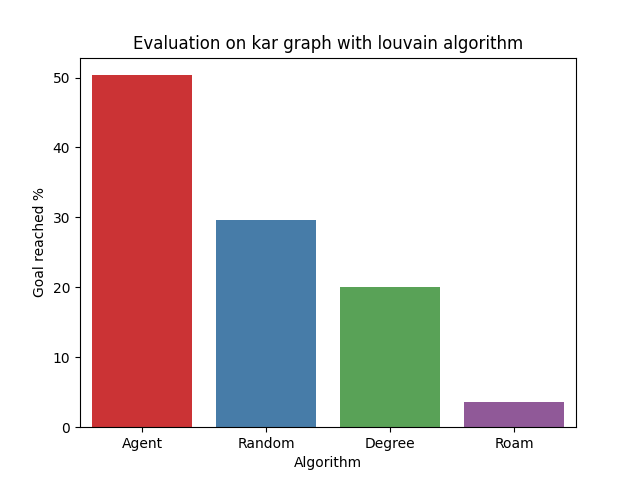 Evaluation on kar graph with louvain algorithm
50
40
30
20
10
0
Goal reached %
Agent
Random
Degree
Roam
Algorithm